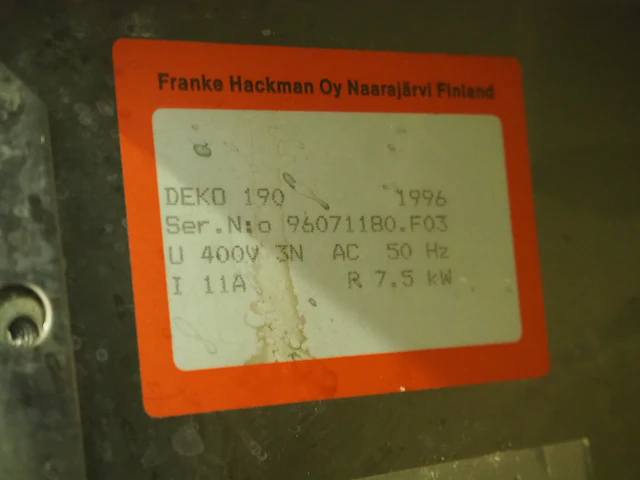 Franke Hackman Oy Naarajärvi Finland
DEKO 190 1996
Ser.N:o 96071180.F03
U 400V 3N AC 50 Hz
I 11A R 7.5 kW